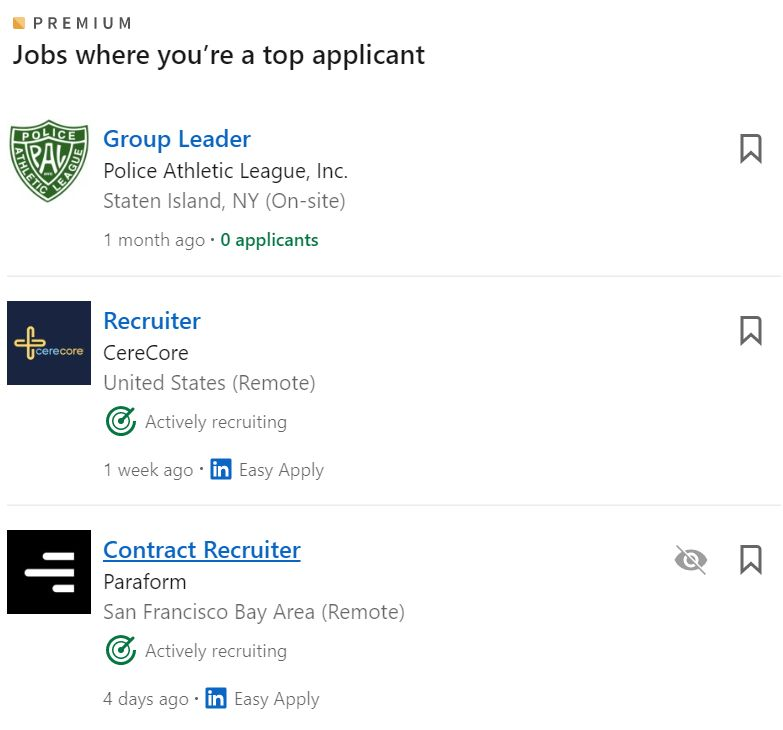 PREMIUM
Jobs where you’re a top applicant
POLICE
PAL
ATHLETIC LEAGUE
Group Leader
Police Athletic League, Inc.
Staten Island, NY (On-site)
1 month ago · 0 applicants
cerecore
Recruiter
CereCore
United States (Remote)
Actively recruiting
1 week ago · in Easy Apply
Contract Recruiter
Paraform
San Francisco Bay Area (Remote)
Actively recruiting
4 days ago · in Easy Apply